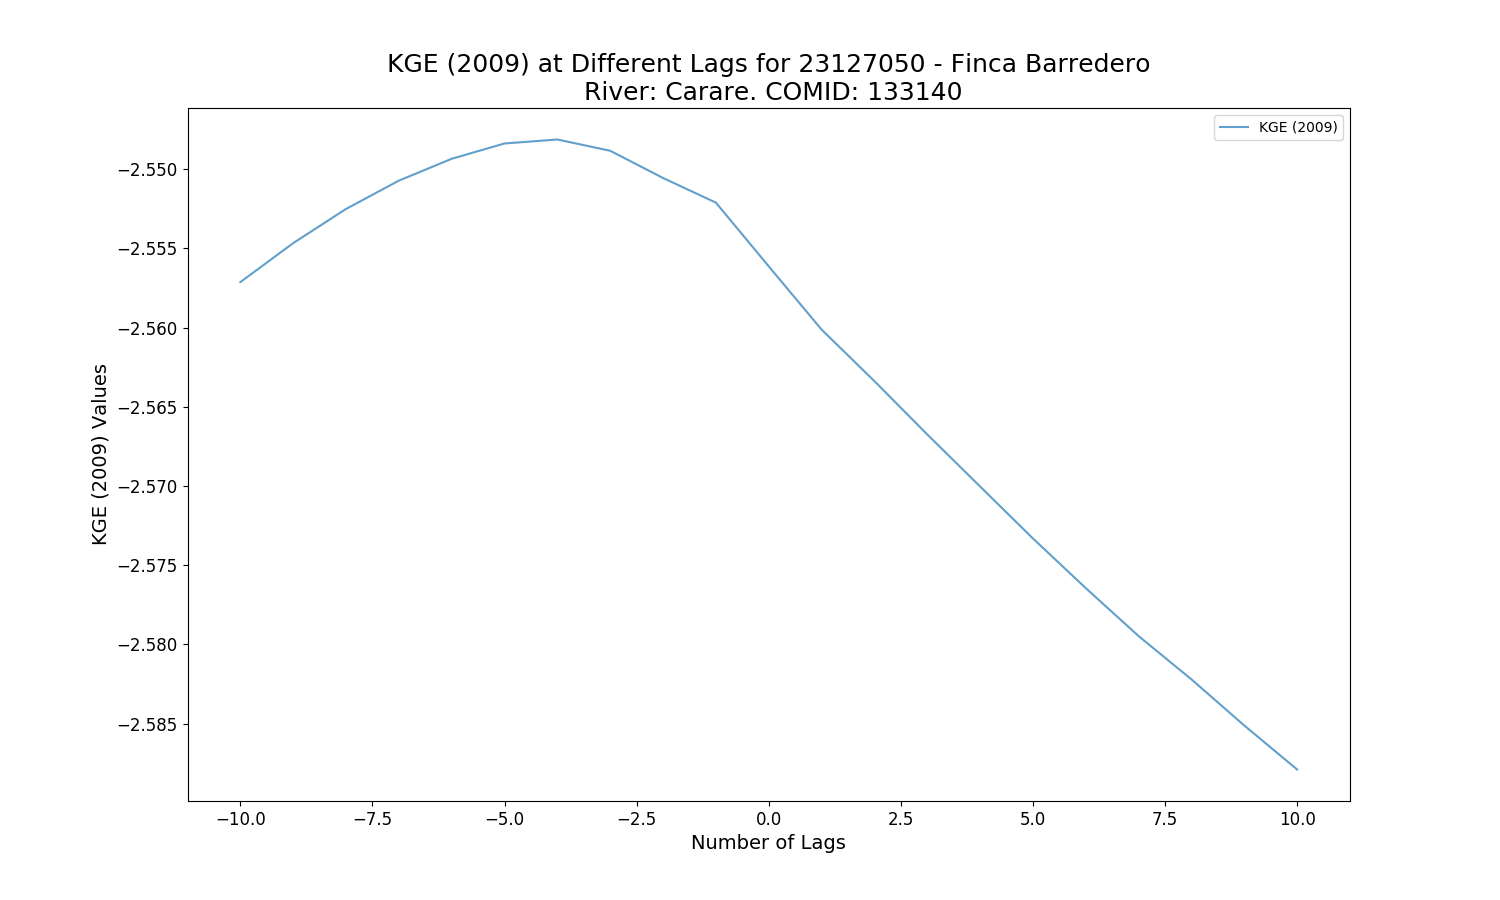 KGE (2009) at Different Lags for 23127050 - Finca Barredero
River: Carare. COMID: 133140
KGE (2009)
KGE (2009) Values
−2.550
−2.555
−2.560
−2.565
−2.570
−2.575
−2.580
−2.585
−10.0 −7.5 −5.0 −2.5 0.0 2.5 5.0 7.5 10.0
Number of Lags